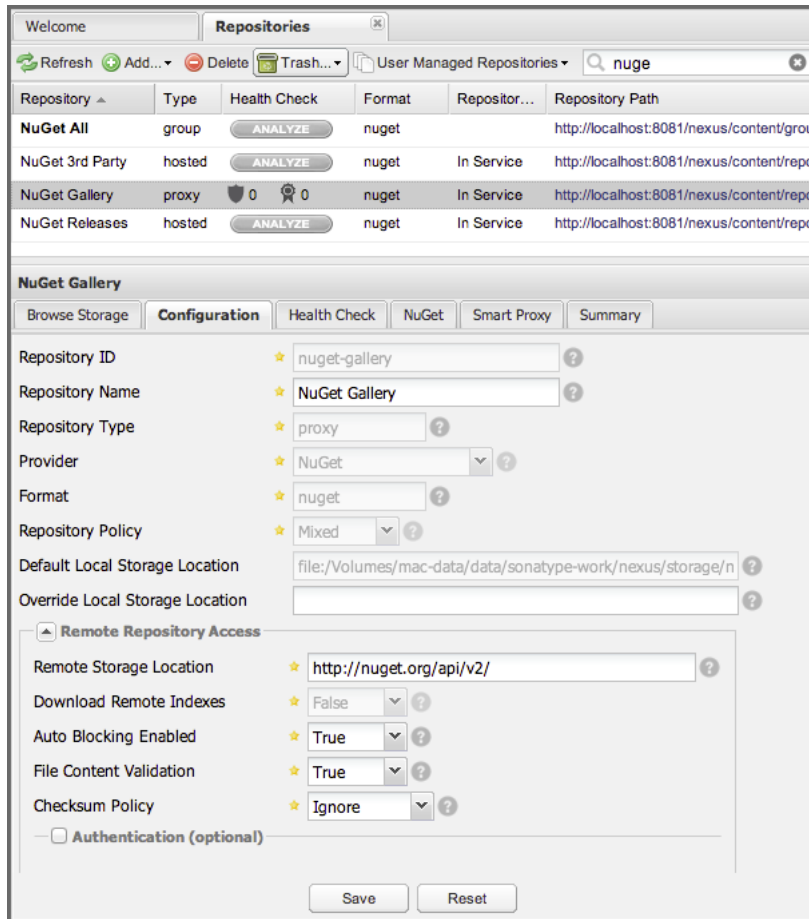 Welcome Repositories
Refresh Add... Delete Trash... User Managed Repositories nuge
Repository Type Health Check Format Repositor... Repository Path
NuGet All group ANALYZE nuget http://localhost:8081/nexus/content/grou
NuGet 3rd Party hosted ANALYZE nuget In Service http://localhost:8081/nexus/content/repo
NuGet Gallery proxy 0 0 nuget In Service http://localhost:8081/nexus/content/repo
NuGet Releases hosted ANALYZE nuget In Service http://localhost:8081/nexus/content/repo
NuGet Gallery
Browse Storage Configuration Health Check NuGet Smart Proxy Summary
Repository ID nuget-gallery ?
Repository Name NuGet Gallery ?
Repository Type proxy ?
Provider NuGet ?
Format nuget ?
Repository Policy Mixed ?
Default Local Storage Location file:/Volumes/mac-data/data/sonatype-work/nexus/storage/n ?
Override Local Storage Location ?
Remote Repository Access
Remote Storage Location http://nuget.org/api/v2/ ?
Download Remote Indexes False ?
Auto Blocking Enabled True ?
File Content Validation True ?
Checksum Policy Ignore ?
Authentication (optional)
Save Reset